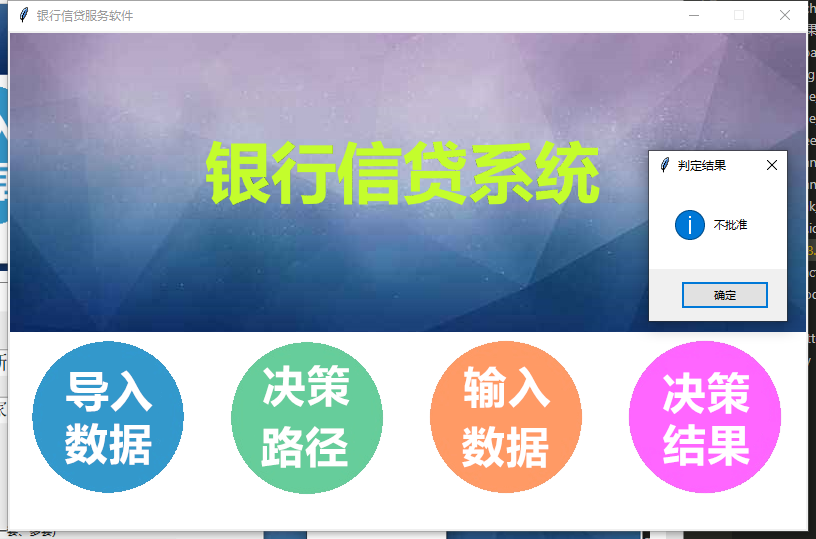 银行信贷服务软件
银行信贷系统
判定结果
不批准
确定
导入
数据
决策
路径
输入
数据
决策
结果